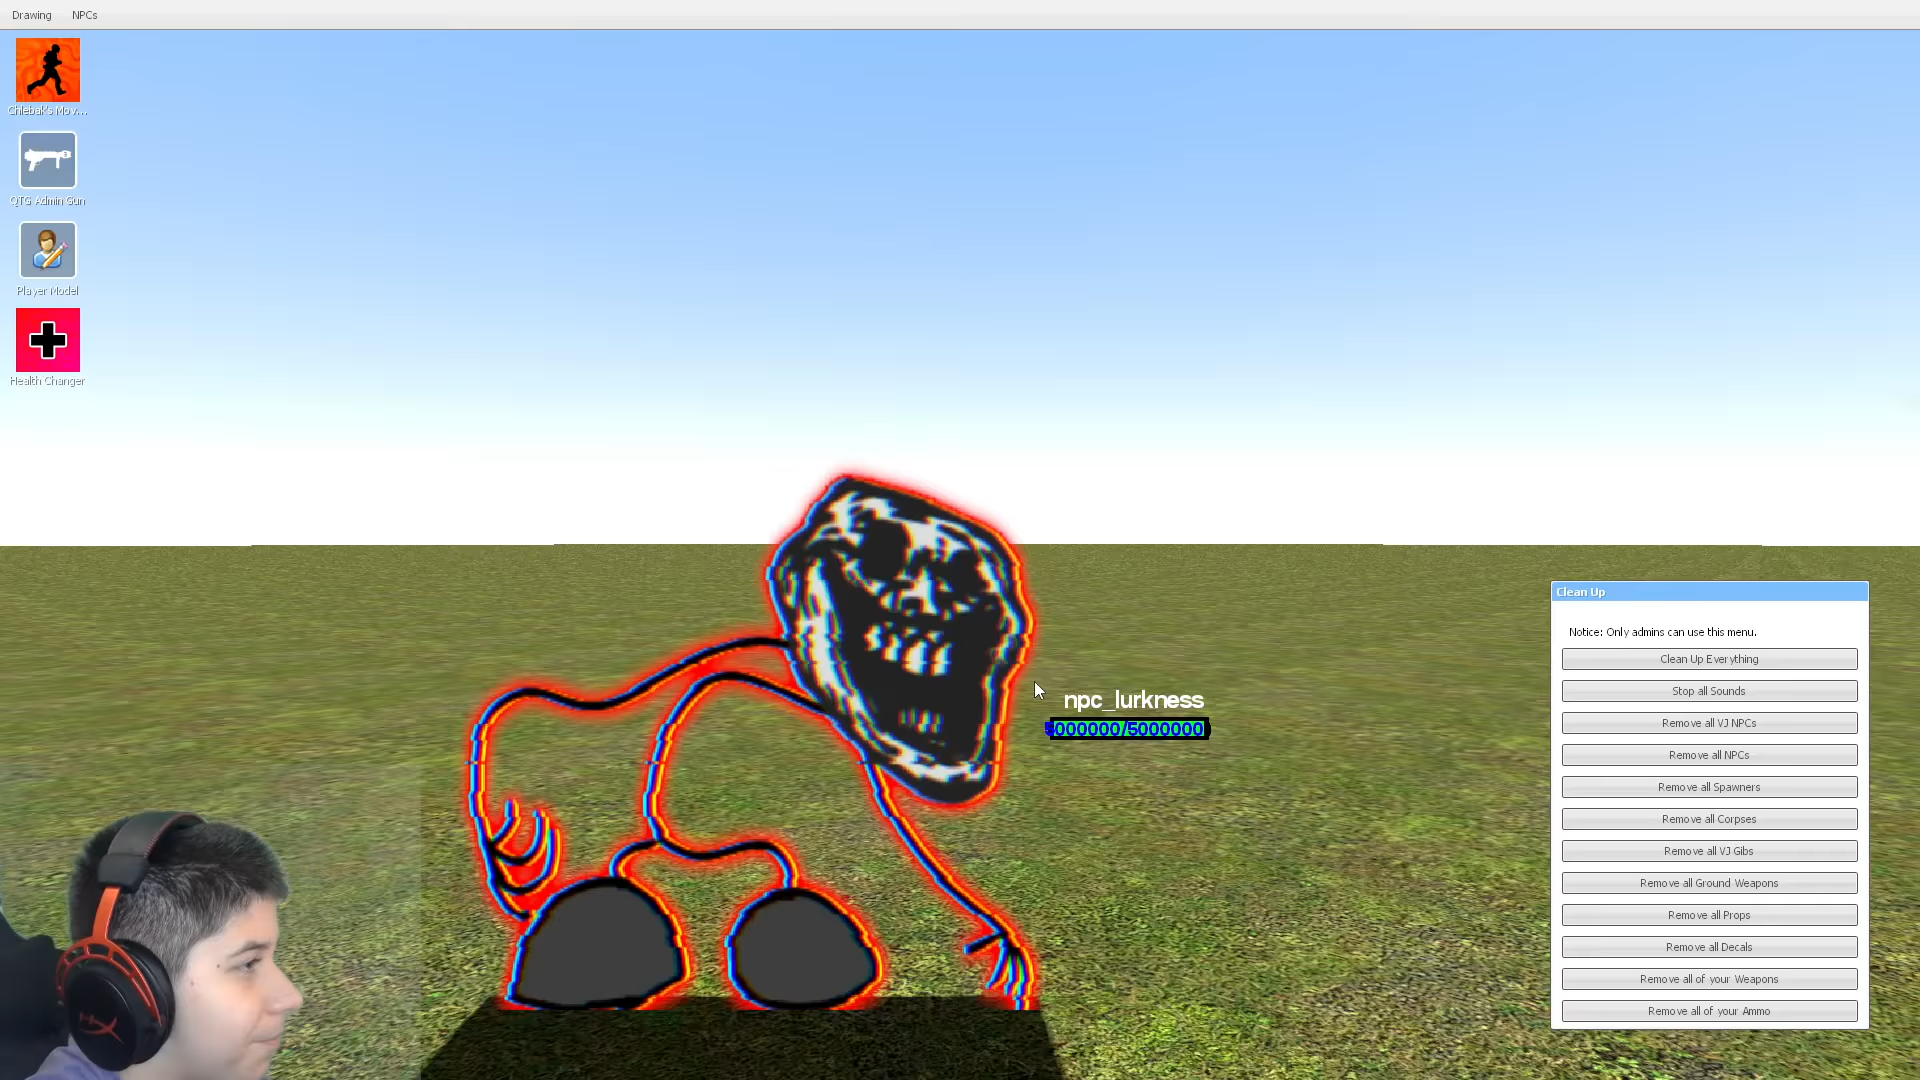 Drawing NPCs
Chlebak's Mov...
QTG Admin Gun
Player Model
Health Changer
npc_lurkness
5000000/5000000
Clean Up
Notice: Only admins can use this menu.
Clean Up Everything
Stop all Sounds
Remove all VJ NPCs
Remove all NPCs
Remove all Spawners
Remove all Corpses
Remove all VJ Gibs
Remove all Ground Weapons
Remove all Props
Remove all Decals
Remove all of your Weapons
Remove all of your Ammo